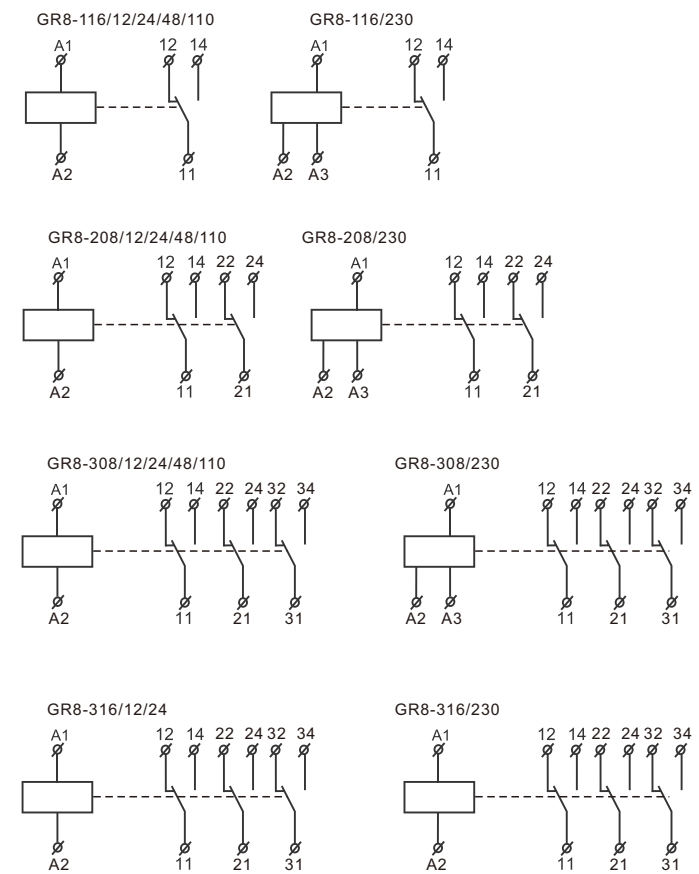 GR8-116/12/24/48/110
A1 12 14
A2 11
GR8-116/230
A1 12 14
A2 A3 11
GR8-208/12/24/48/110
A1 12 14 22 24
A2 11 21
GR8-208/230
A1 12 14 22 24
A2 A3 11 21
GR8-308/12/24/48/110
A1 12 14 22 24 32 34
A2 11 21 31
GR8-308/230
A1 12 14 22 24 32 34
A2 A3 11 21 31
GR8-316/12/24
A1 12 14 22 24 32 34
A2 11 21 31
GR8-316/230
A1 12 14 22 24 32 34
A2 11 21 31